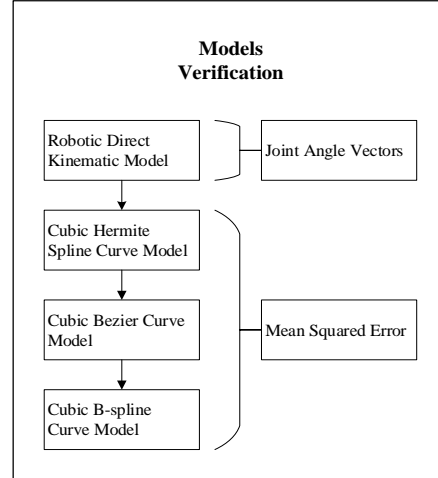 Models
Verification
Robotic Direct
Kinematic Model
Joint Angle Vectors
Cubic Hermite
Spline Curve Model
Cubic Bezier Curve
Model
Mean Squared Error
Cubic B-spline
Curve Model